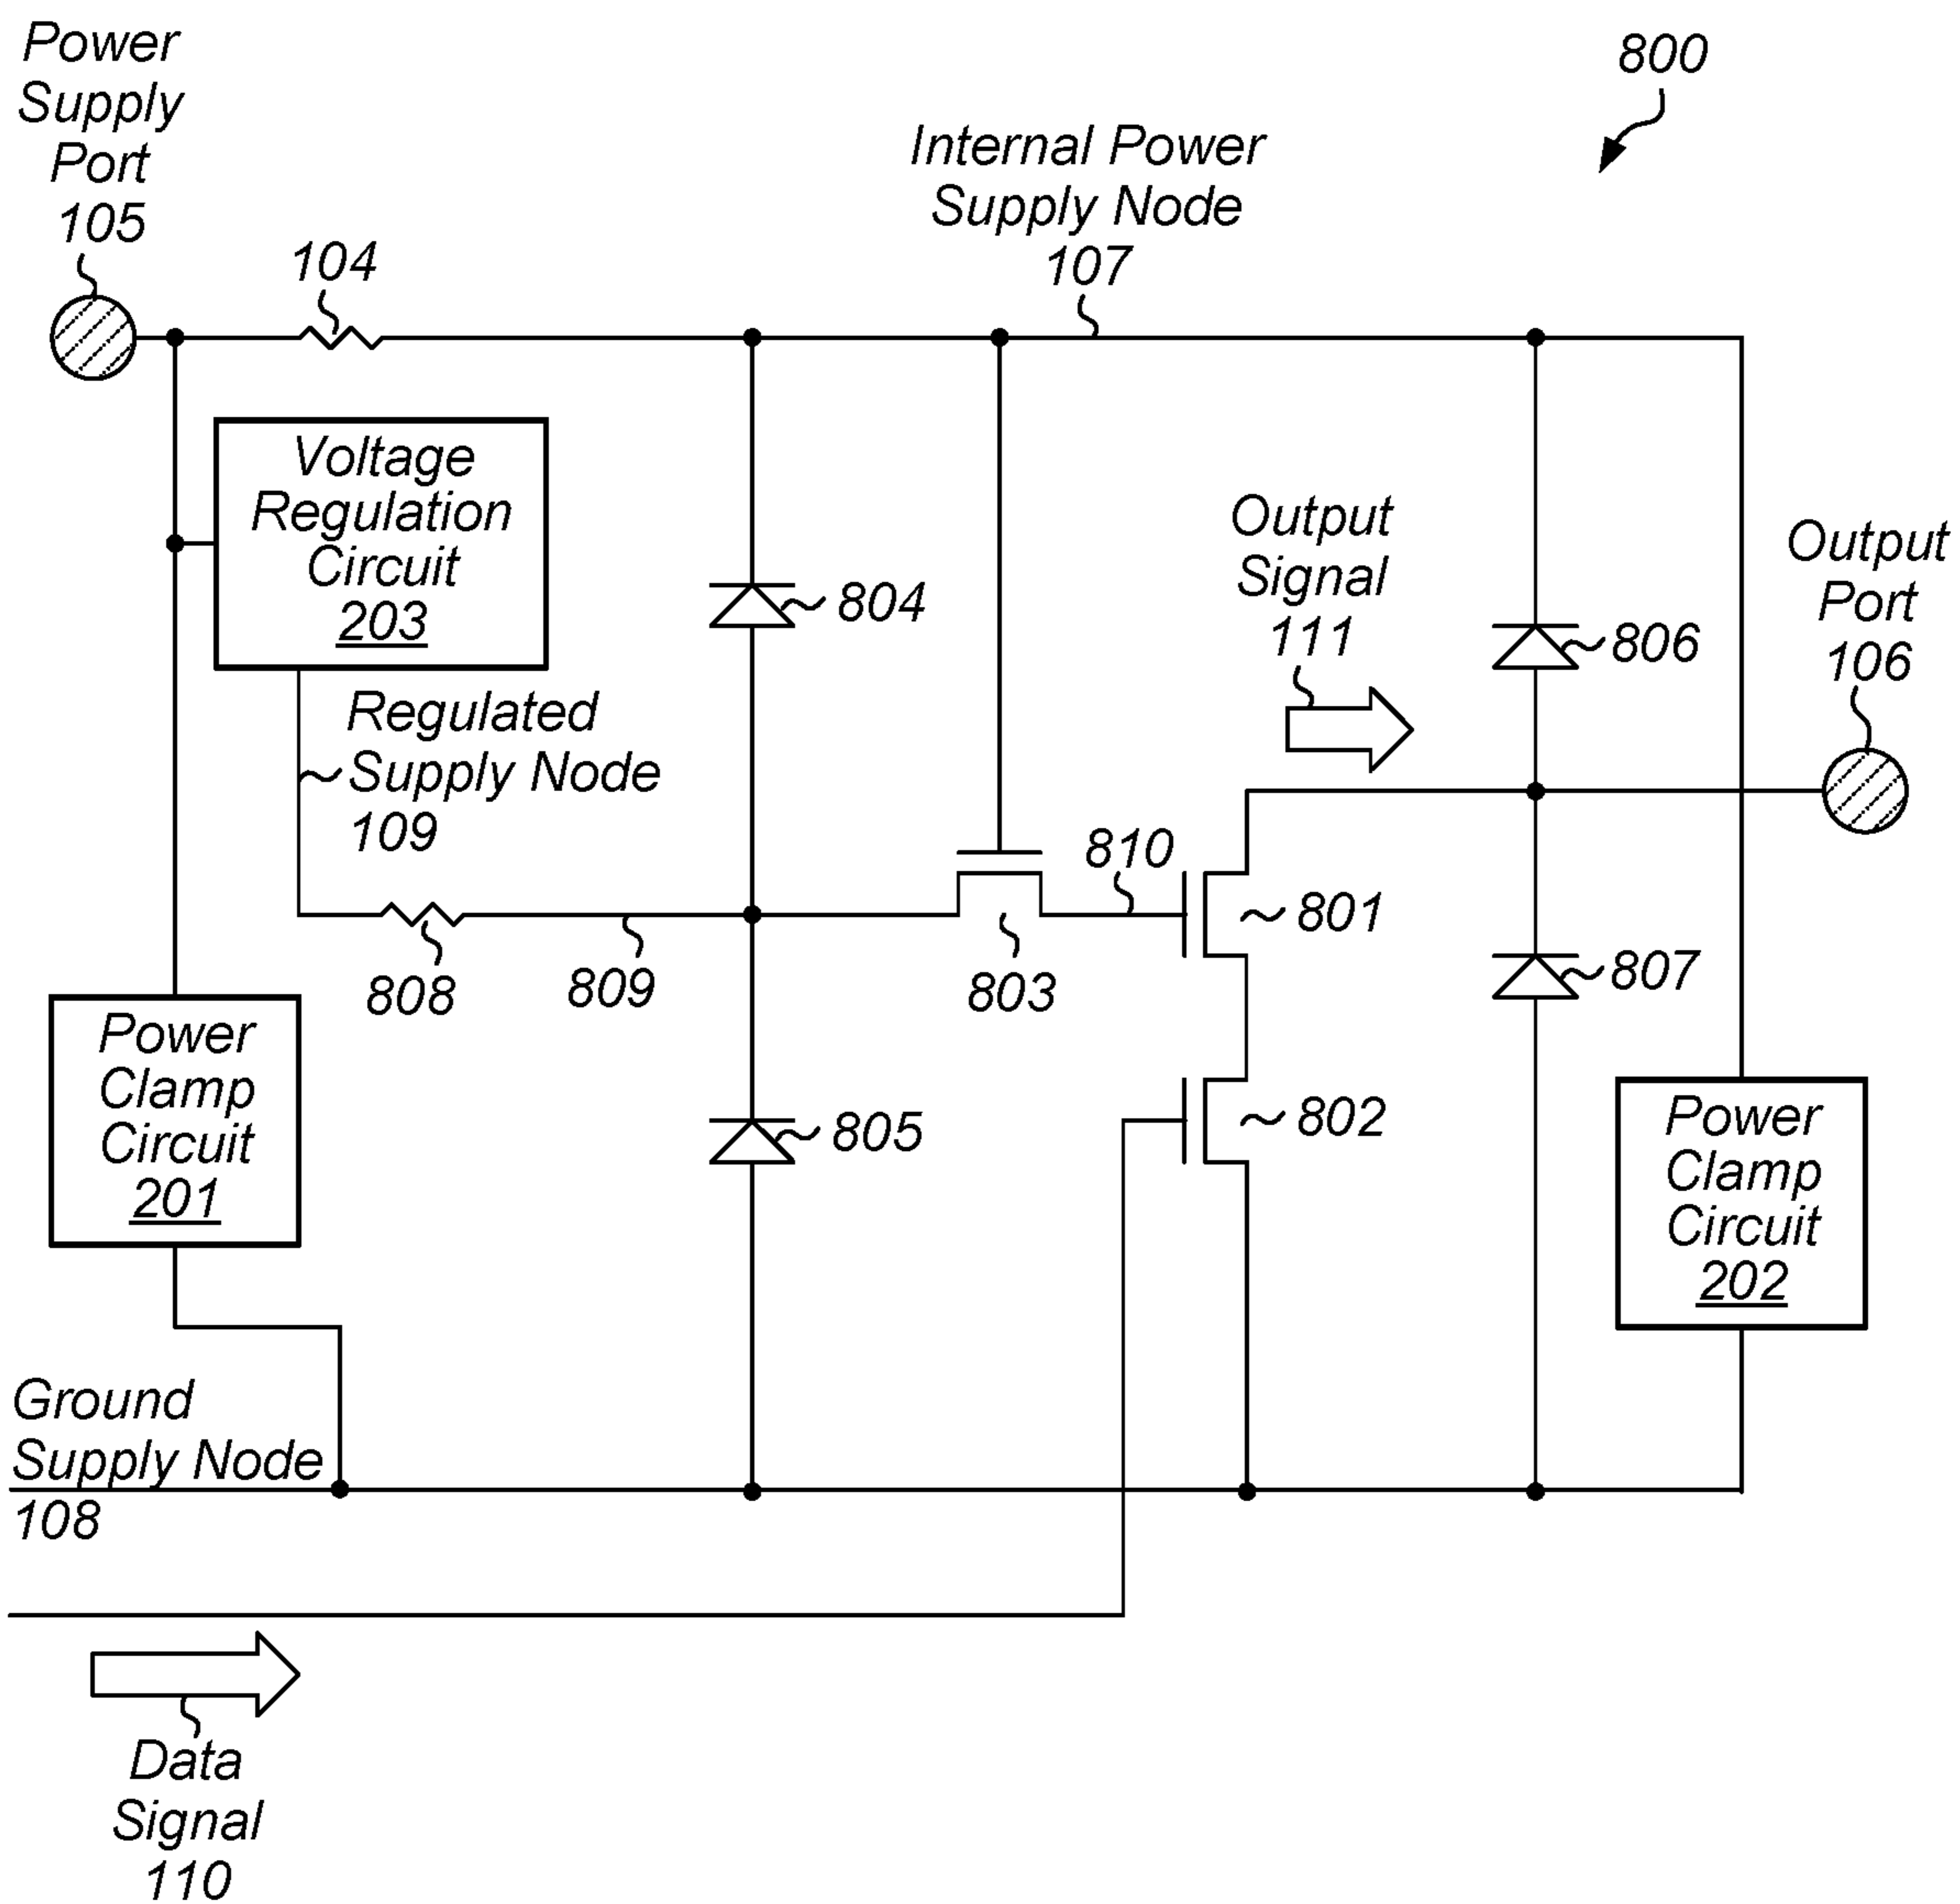 Power
Supply
Port
105
800
Internal Power
Supply Node
107
104
Voltage
Regulation
Circuit
203
804
Output
Signal
111
806
Output
Port
106
Regulated
Supply Node
109
810
801
808
809
803
807
Power
Clamp
Circuit
201
805
802
Power
Clamp
Circuit
202
Ground
Supply Node
108
Data
Signal
110